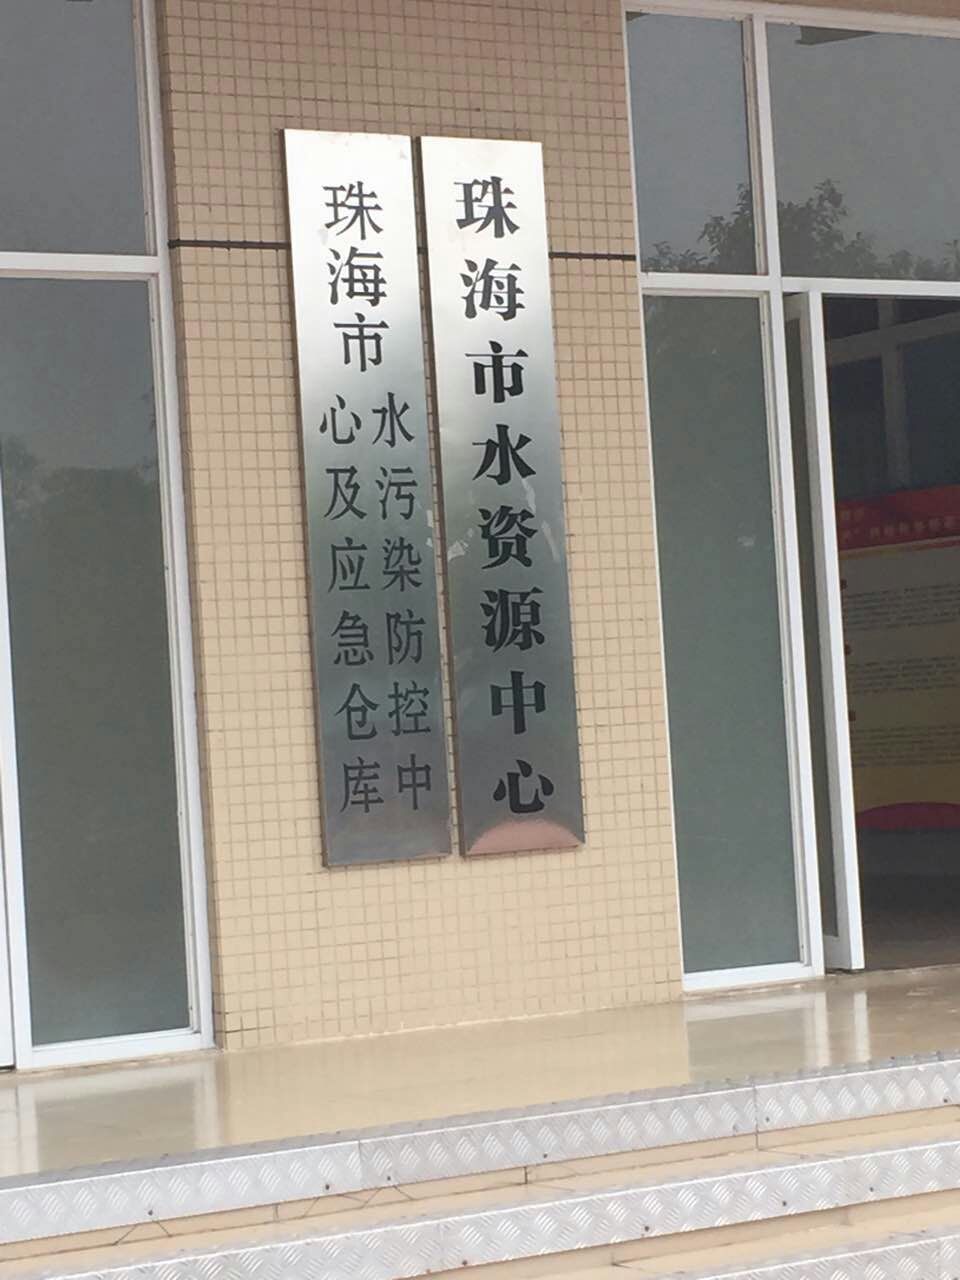 珠海市水资源中心
珠海市
水污染防控中
心及应急仓库